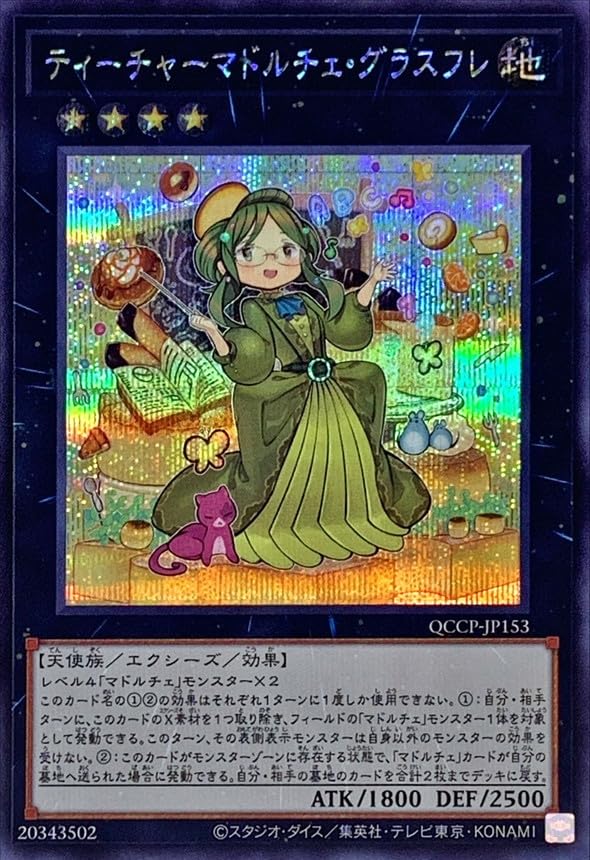 ティーチャーマドルチェ・グラスフレ 地
ABC
QCCP-JP153
【天使族／エクシーズ／効果】
レベル4「マドルチェ」モンスター×2
このカード名の①②の効果はそれぞれ1ターンに1度しか使用できない。①：自分・相手
ターンに、このカードのX素材を1つ取り除き、フィールドの「マドルチェ」モンスター1体を対象
として発動できる。このターン、その表側表示モンスターは自身以外のモンスターの効果を
受けない。②：このカードがモンスターゾーンに存在する状態で、「マドルチェ」カードが自分の
墓地へ送られた場合に発動できる。自分・相手の墓地のカードを合計2枚までデッキに戻す。
ATK/1800 DEF/2500
20343502 ©スタジオ・ダイス／集英社・テレビ東京・KONAMI